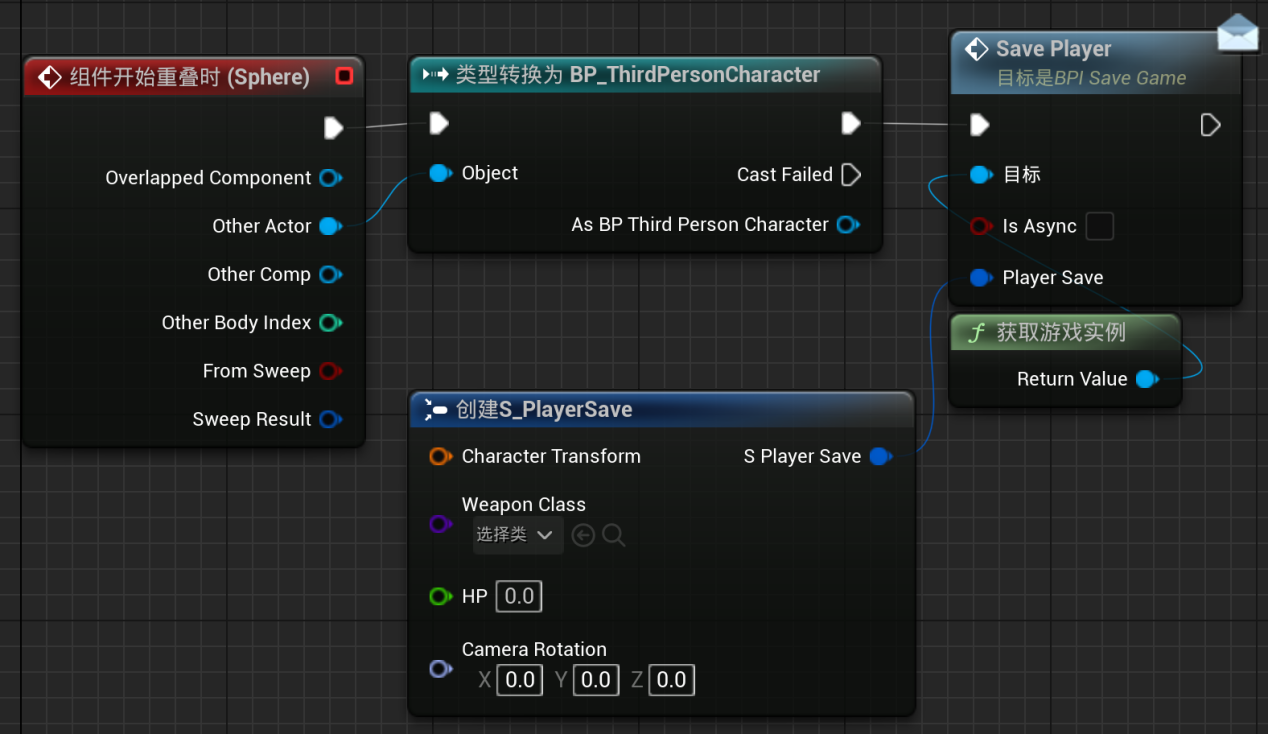 组件开始重叠时 (Sphere)
Overlapped Component
Other Actor
Other Comp
Other Body Index
From Sweep
Sweep Result
类型转换为 BP_ThirdPersonCharacter
Object
Cast Failed
As BP Third Person Character
Save Player
目标是BPI Save Game
目标
Is Async
Player Save
f 获取游戏实例
Return Value
创建S_PlayerSave
Character Transform
S Player Save
Weapon Class
选择类
HP 0.0
Camera Rotation
X 0.0 Y 0.0 Z 0.0